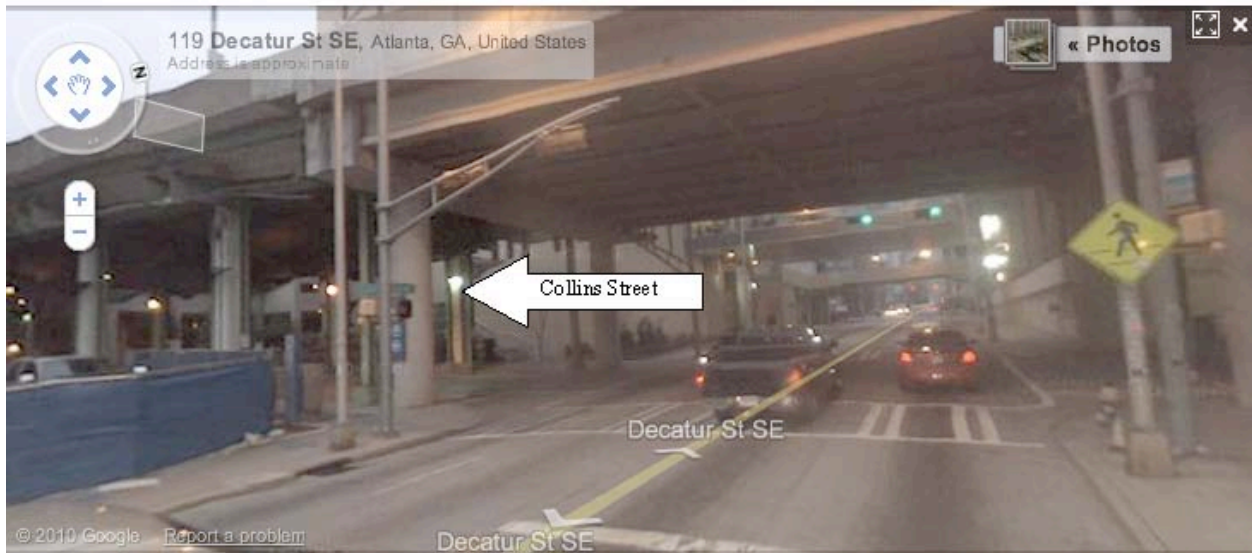 119 Decatur St SE, Atlanta, GA, United States
Address is approximate
N
« Photos
+
−
Collins Street
Decatur St SE
Decatur St SE
© 2010 Google Report a problem